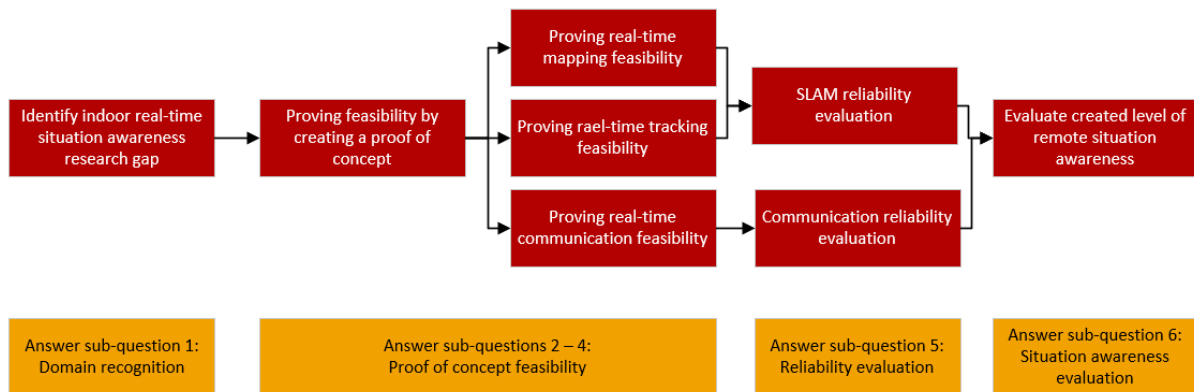 Identify indoor real-time
situation awareness
research gap
Proving feasibility by
creating a proof of
concept
Proving real-time
mapping feasibility
Proving rael-time tracking
feasibility
Proving real-time
communication feasibility
SLAM reliability
evaluation
Communication reliability
evaluation
Evaluate created level of
remote situation
awareness
Answer sub-question 1:
Domain recognition
Answer sub-questions 2 – 4:
Proof of concept feasibility
Answer sub-question 5:
Reliability evaluation
Answer sub-question 6:
Situation awareness
evaluation